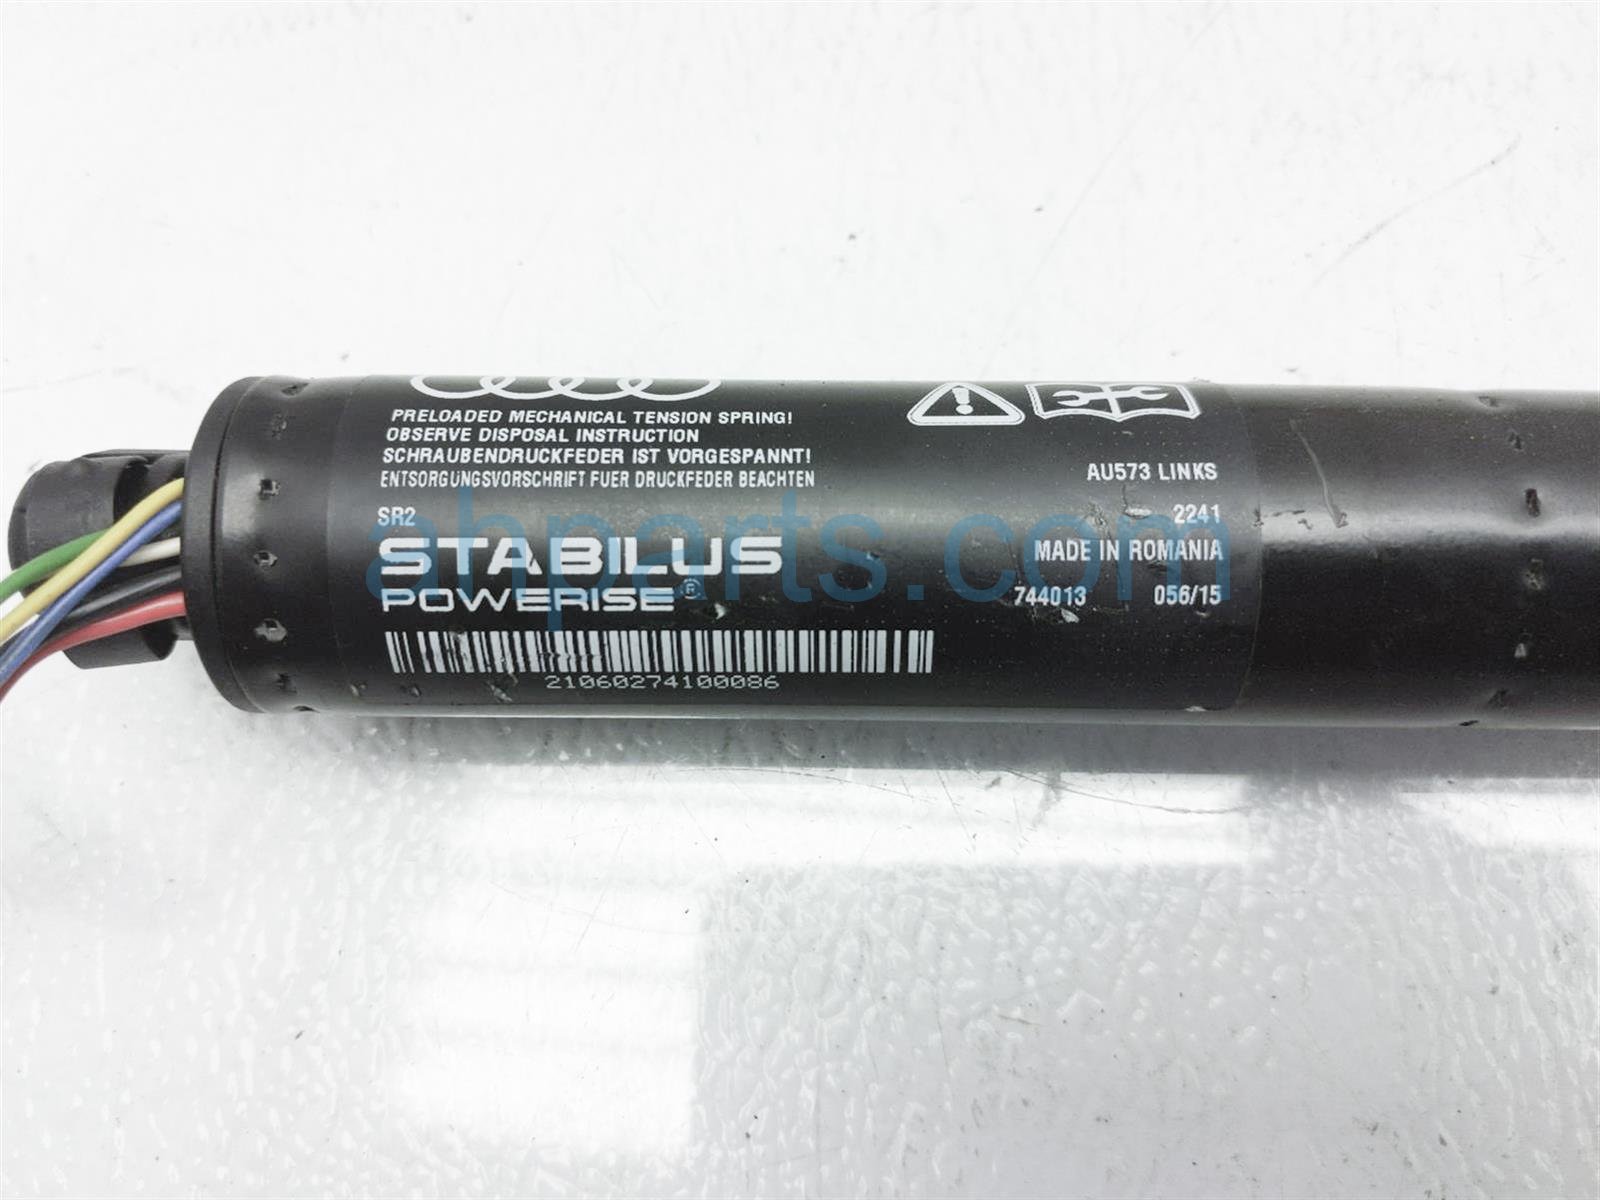 PRELOADED MECHANICAL TENSION SPRING!
OBSERVE DISPOSAL INSTRUCTION
SCHRAUBENDRUCKFEDER IST VORGESPANNT!
ENTSORGUNGSVORSCHRIFT FUER DRUCKFEDER BEACHTEN
AU573 LINKS
SR2
2241
STABILUS
MADE IN ROMANIA
POWERISE®
744013 056/15
21060274100086
ahparts.com